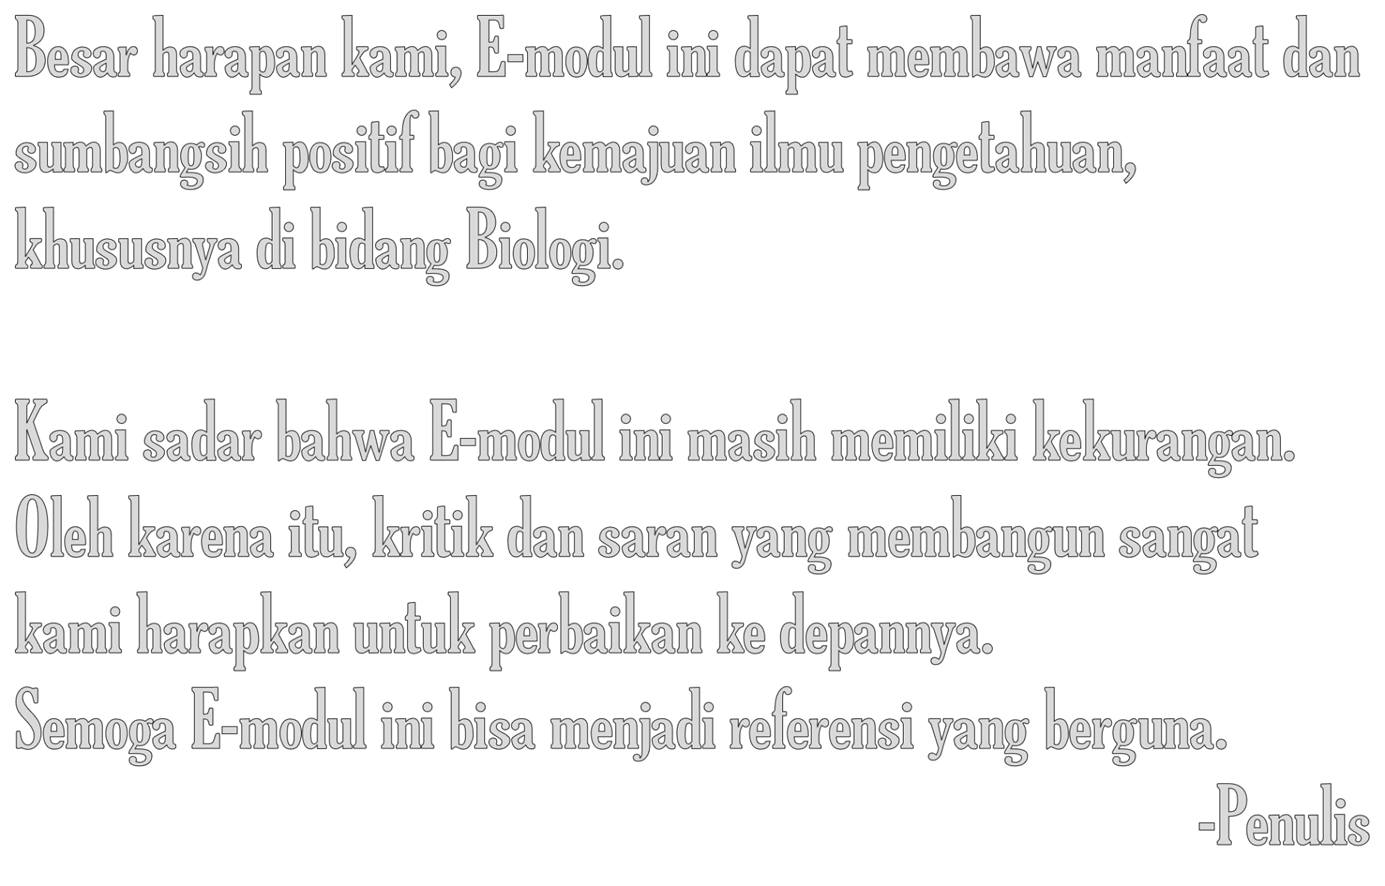 Besar harapan kami, E-modul ini dapat membawa manfaat dan
sumbangsih positif bagi kemajuan ilmu pengetahuan,
khususnya di bidang Biologi.
Kami sadar bahwa E-modul ini masih memiliki kekurangan.
Oleh karena itu, kritik dan saran yang membangun sangat
kami harapkan untuk perbaikan ke depannya.
Semoga E-modul ini bisa menjadi referensi yang berguna.
-Penulis